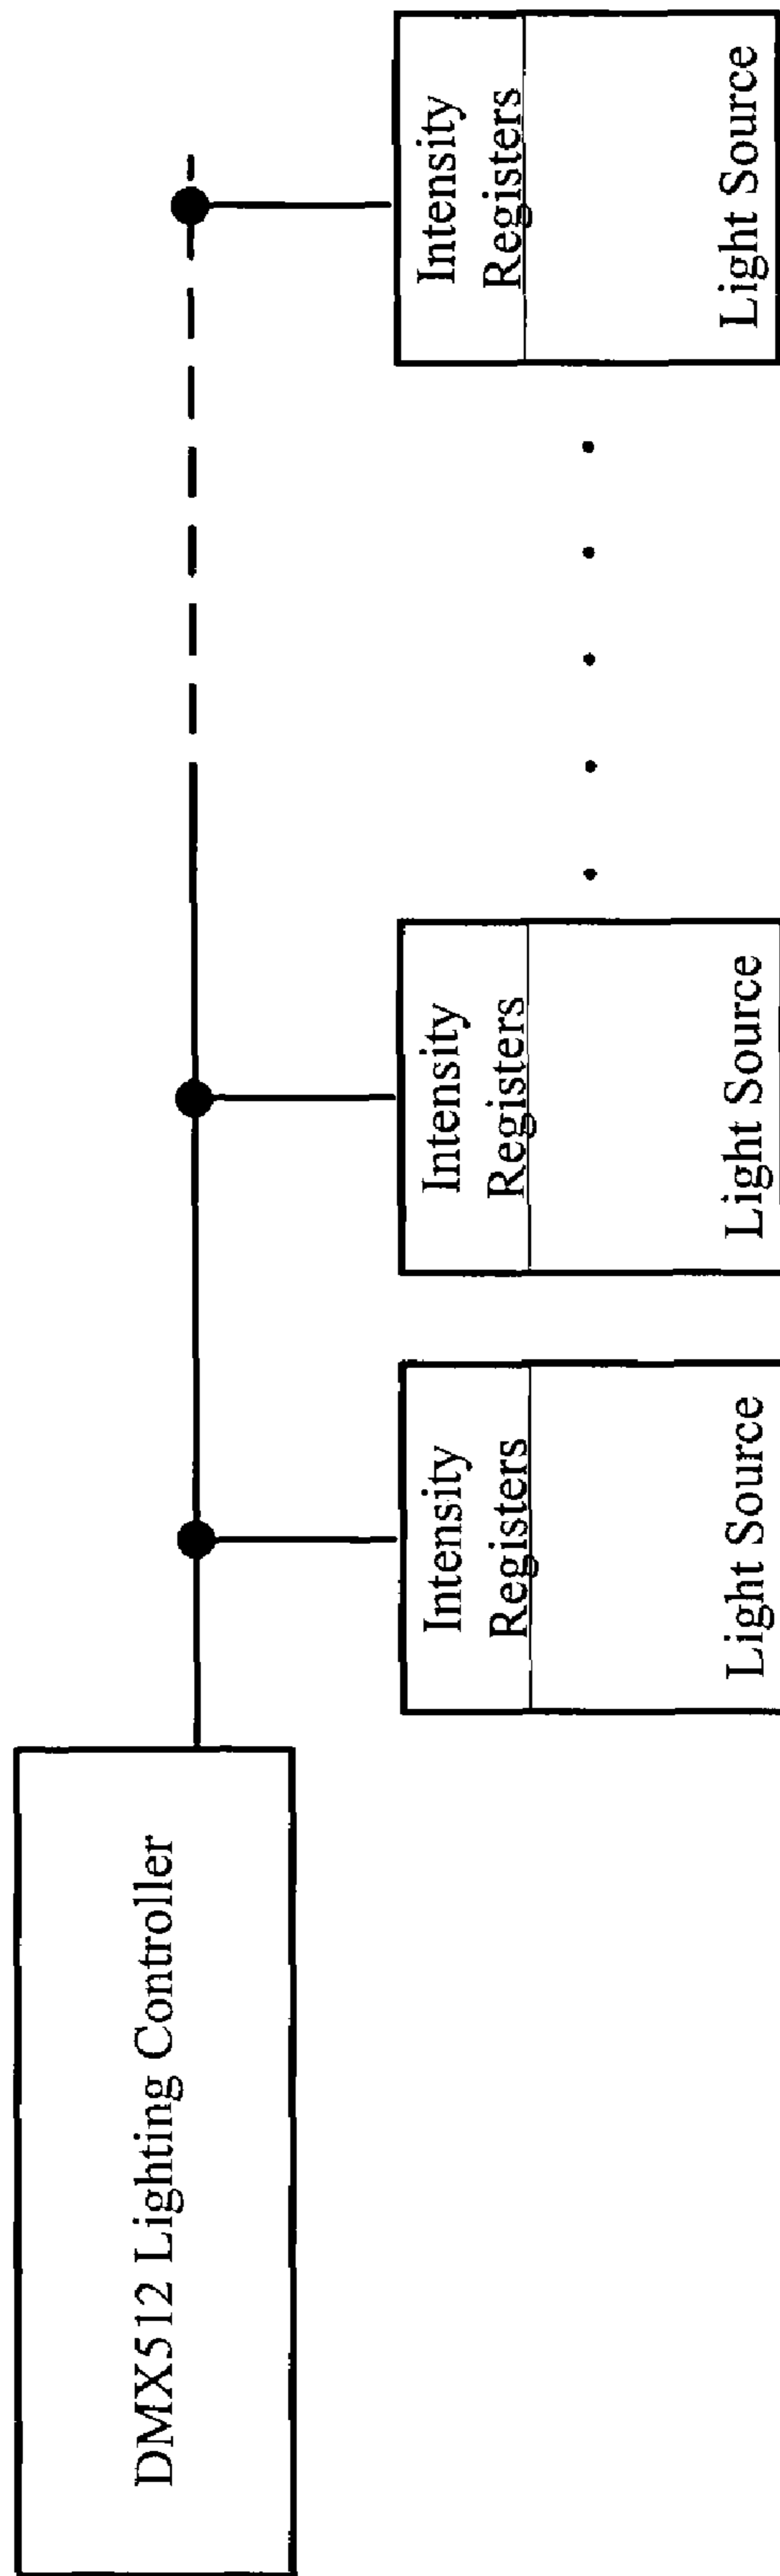 DMX512 Lighting Controller
Intensity
Registers
Light Source
Intensity
Registers
Light Source
Intensity
Registers
Light Source